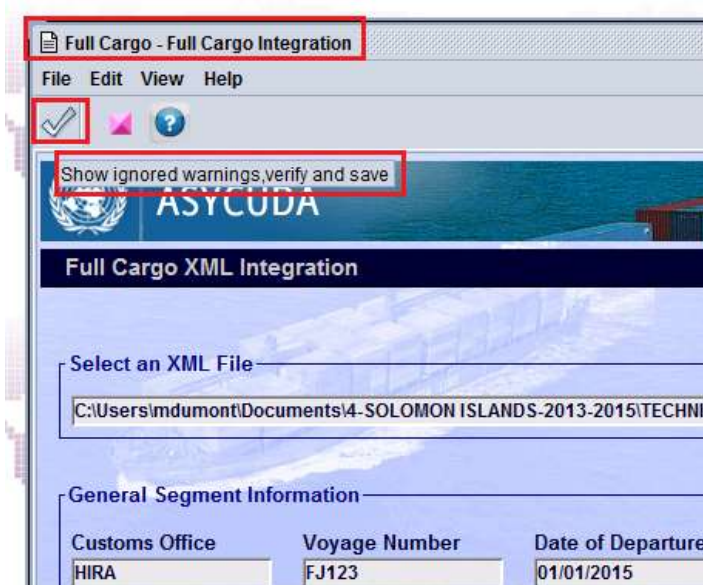 Full Cargo - Full Cargo Integration
File Edit View Help
?
Show ignored warnings,verify and save
ASYCUDA
Full Cargo XML Integration
Select an XML File
C:\Users\mdumont\Documents\4-SOLOMON ISLANDS-2013-2015\TECHNI
General Segment Information
Customs Office Voyage Number Date of Departure
HIRA FJ123 01/01/2015